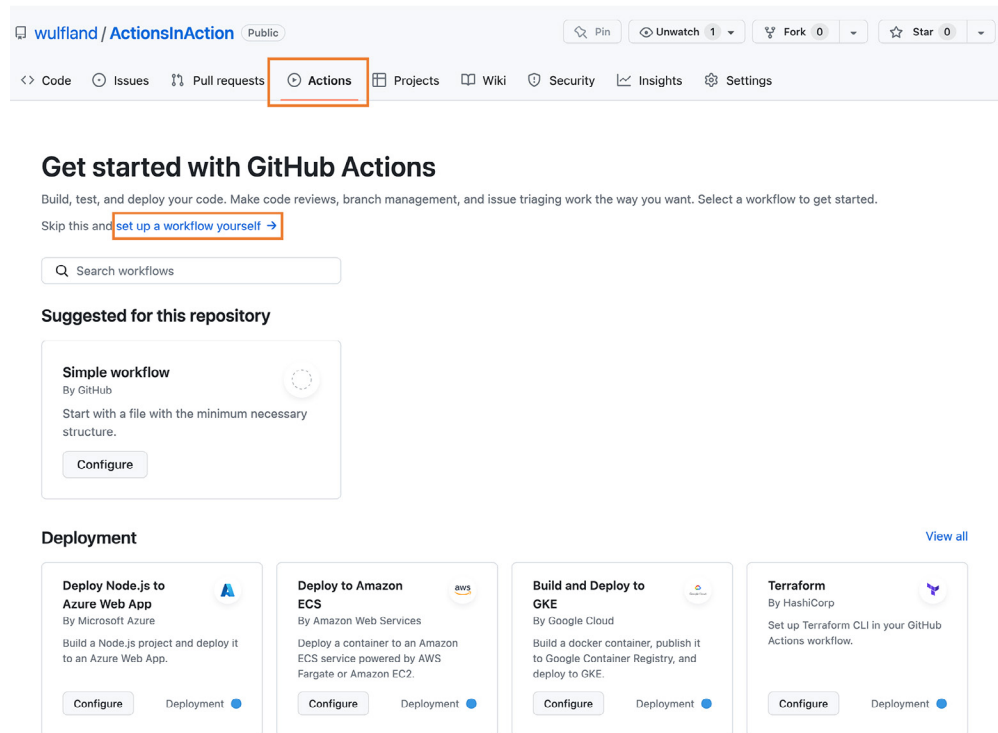 wulfland / ActionsInAction Public Pin Unwatch 1 Fork 0 Star 0
Code Issues Pull requests Actions Projects Wiki Security Insights Settings
Get started with GitHub Actions
Build, test, and deploy your code. Make code reviews, branch management, and issue triaging work the way you want. Select a workflow to get started.
Skip this and set up a workflow yourself →
Search workflows
Suggested for this repository
Simple workflow
By GitHub
Start with a file with the minimum necessary
structure.
Configure
Deployment View all
Deploy Node.js to
Azure Web App
By Microsoft Azure
Build a Node.js project and deploy it
to an Azure Web App.
Configure Deployment
Deploy to Amazon
ECS
aws
By Amazon Web Services
Deploy a container to an Amazon
ECS service powered by AWS
Fargate or Amazon EC2.
Configure Deployment
Build and Deploy to
GKE
By Google Cloud
Build a docker container, publish it
to Google Container Registry, and
deploy to GKE.
Configure Deployment
Terraform
By HashiCorp
Set up Terraform CLI in your GitHub
Actions workflow.
Configure Deployment